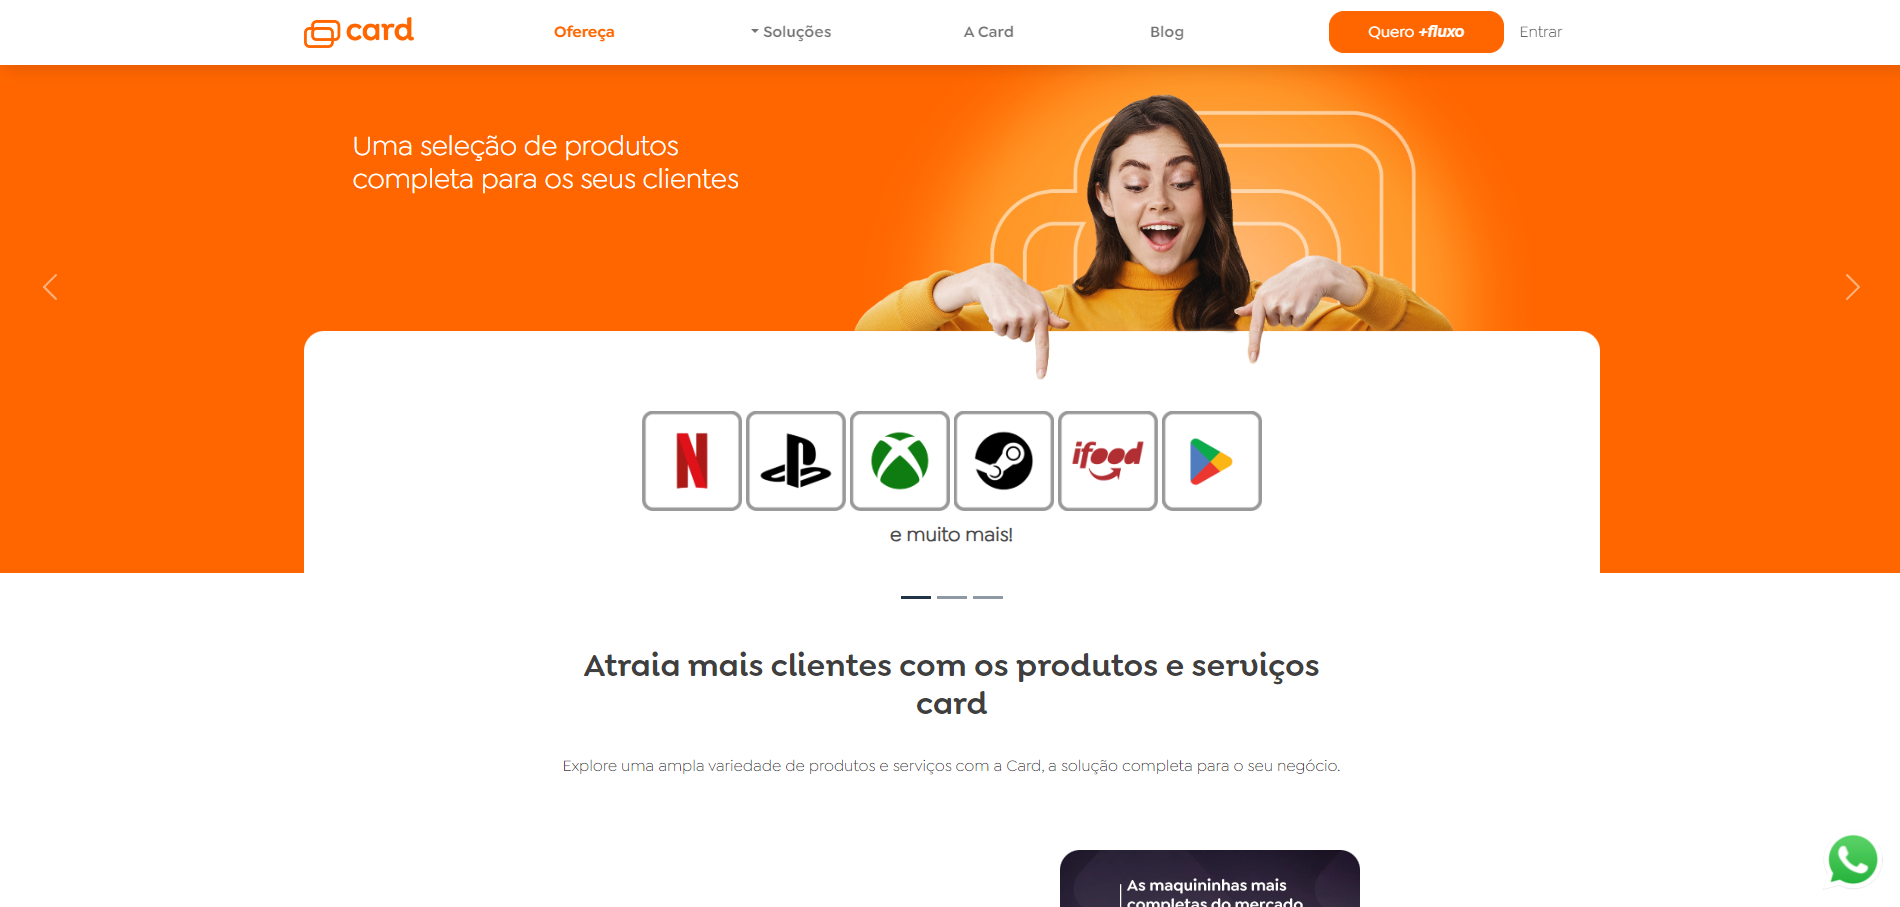 card
Ofereça
Soluções
A Card
Blog
Quero +fluxo
Entrar
Uma seleção de produtos
completa para os seus clientes
N
ifood
e muito mais!
Atraia mais clientes com os produtos e serviços
card
Explore uma ampla variedade de produtos e serviços com a Card, a solução completa para o seu negócio.
As maquininhas mais
completas do mercado